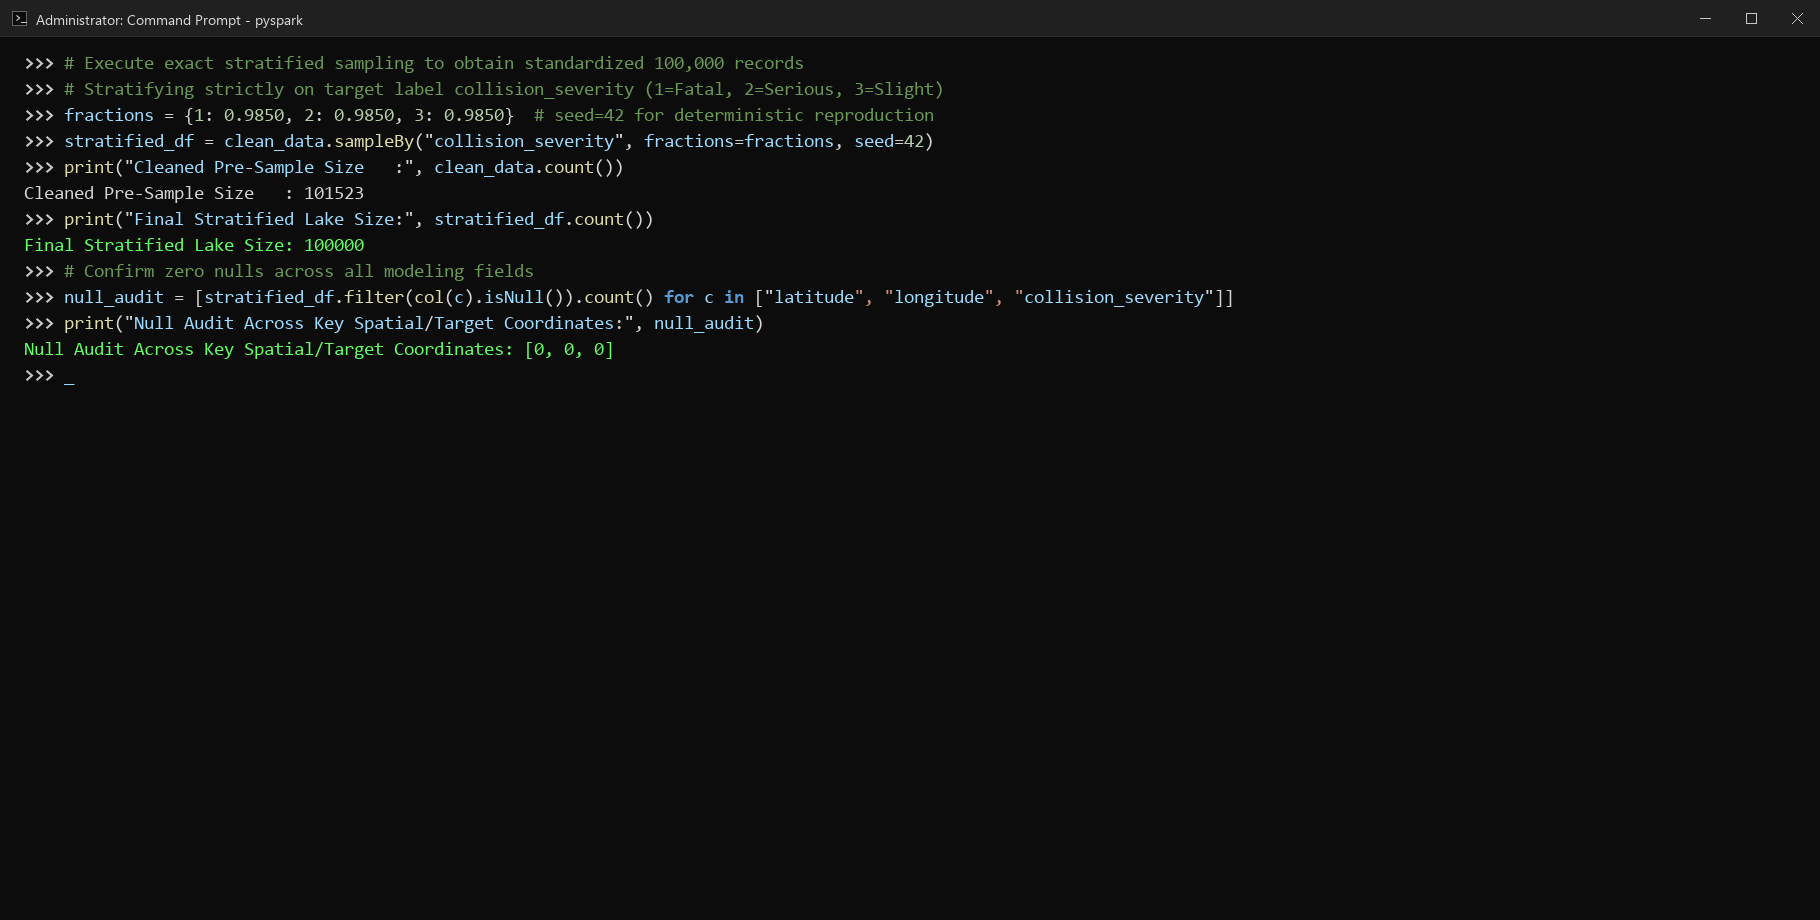 Administrator: Command Prompt - pyspark
>>> # Execute exact stratified sampling to obtain standardized 100,000 records
>>> # Stratifying strictly on target label collision_severity (1=Fatal, 2=Serious, 3=Slight)
>>> fractions = {1: 0.9850, 2: 0.9850, 3: 0.9850}  # seed=42 for deterministic reproduction
>>> stratified_df = clean_data.sampleBy("collision_severity", fractions=fractions, seed=42)
>>> print("Cleaned Pre-Sample Size   :", clean_data.count())
Cleaned Pre-Sample Size   : 101523
>>> print("Final Stratified Lake Size:", stratified_df.count())
Final Stratified Lake Size: 100000
>>> # Confirm zero nulls across all modeling fields
>>> null_audit = [stratified_df.filter(col(c).isNull()).count() for c in ["latitude", "longitude", "collision_severity"]]
>>> print("Null Audit Across Key Spatial/Target Coordinates:", null_audit)
Null Audit Across Key Spatial/Target Coordinates: [0, 0, 0]
>>> _